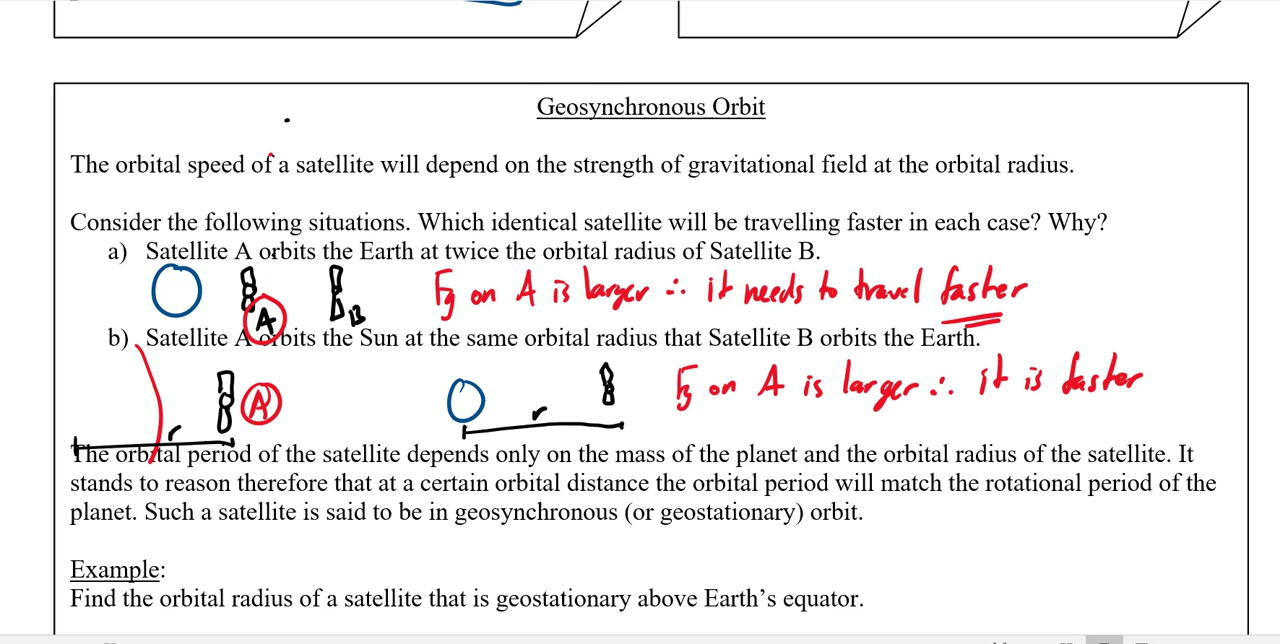 Geosynchronous Orbit
The orbital speed of a satellite will depend on the strength of gravitational field at the orbital radius.
Consider the following situations. Which identical satellite will be travelling faster in each case? Why?
a) Satellite A orbits the Earth at twice the orbital radius of Satellite B.
A B Fg on A is larger ∴ it needs to travel faster
b) Satellite A orbits the Sun at the same orbital radius that Satellite B orbits the Earth.
r A r Fg on A is larger ∴ it is faster
The orbital period of the satellite depends only on the mass of the planet and the orbital radius of the satellite. It
stands to reason therefore that at a certain orbital distance the orbital period will match the rotational period of the
planet. Such a satellite is said to be in geosynchronous (or geostationary) orbit.
Example:
Find the orbital radius of a satellite that is geostationary above Earth’s equator.